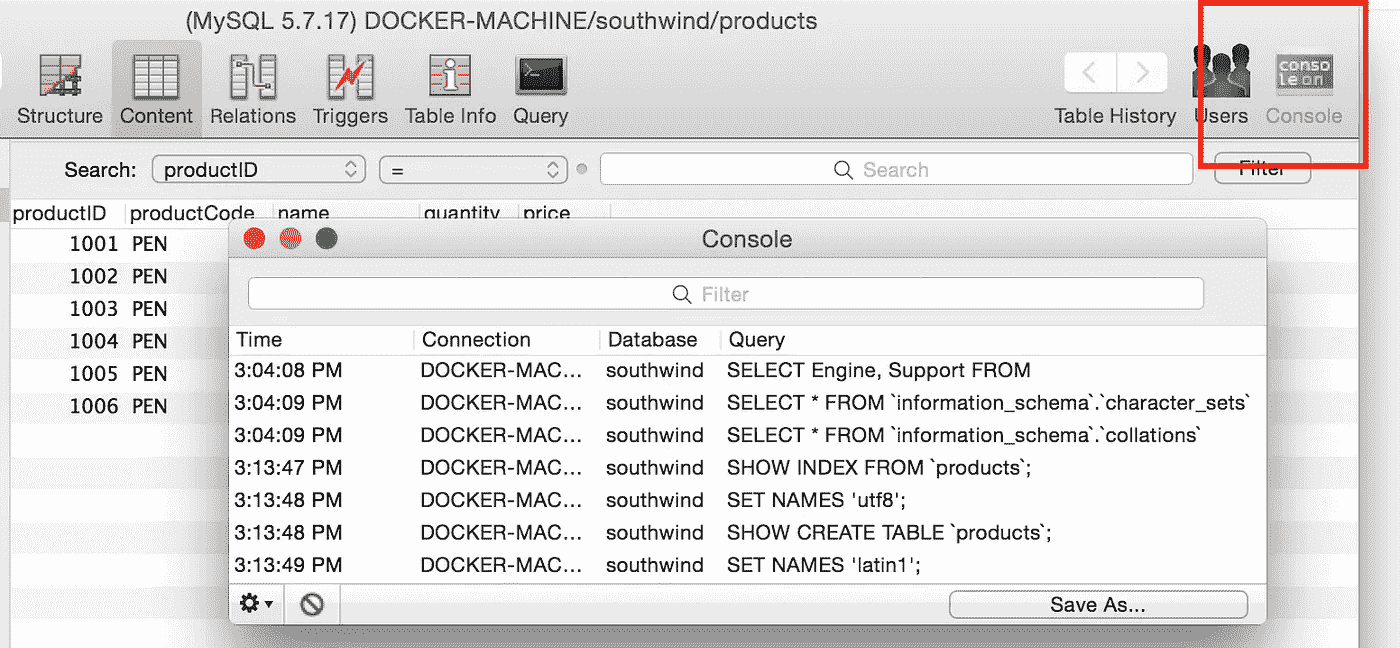 (MySQL 5.7.17) DOCKER-MACHINE/southwind/products
conso
le on
Structure Content Relations Triggers Table Info Query Table History Users Console
Search: productID = Search Filter
productID productCode name quantity price
1001 PEN
1002 PEN
1003 PEN
1004 PEN
1005 PEN
1006 PEN
Console
Filter
Time Connection Database Query
3:04:08 PM DOCKER-MAC... southwind SELECT Engine, Support FROM
3:04:09 PM DOCKER-MAC... southwind SELECT * FROM `information_schema`.`character_sets`
3:04:09 PM DOCKER-MAC... southwind SELECT * FROM `information_schema`.`collations`
3:13:47 PM DOCKER-MAC... southwind SHOW INDEX FROM `products`;
3:13:48 PM DOCKER-MAC... southwind SET NAMES 'utf8';
3:13:48 PM DOCKER-MAC... southwind SHOW CREATE TABLE `products`;
3:13:49 PM DOCKER-MAC... southwind SET NAMES 'latin1';
Save As...